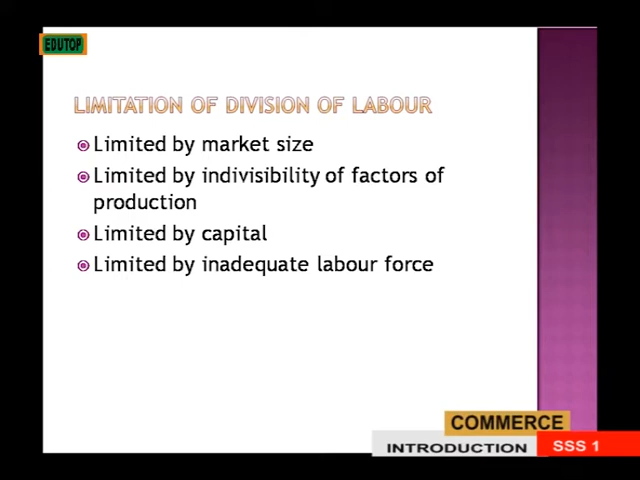 EDUTOP
LIMITATION OF DIVISION OF LABOUR
Limited by market size
Limited by indivisibility of factors of
production
Limited by capital
Limited by inadequate labour force
COMMERCE
INTRODUCTION
SSS 1